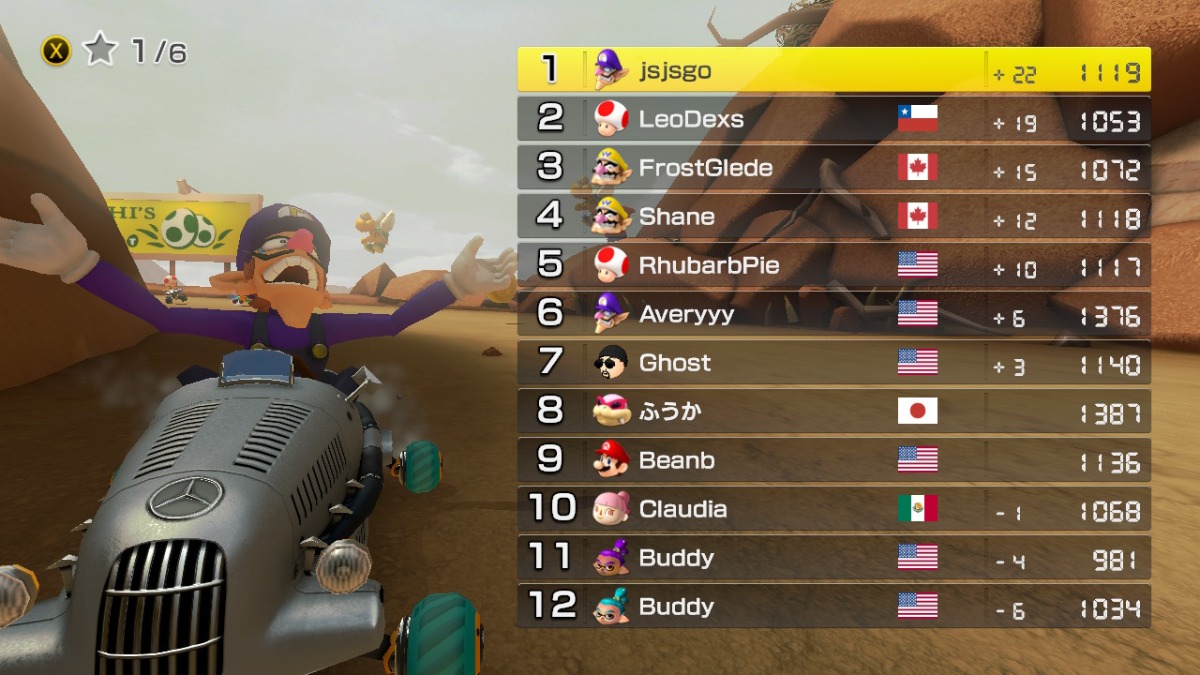 X 1/6
1 jsjsgo + 22 1119
2 LeoDexs + 19 1053
3 FrostGlede + 15 1072
4 Shane + 12 1118
HI'S
5 RhubarbPie + 10 1117
6 Averyyy + 6 1376
7 Ghost + 3 1140
8 ふうか 1387
9 Beanb 1136
10 Claudia - 1 1068
11 Buddy - 4 981
12 Buddy - 6 1034